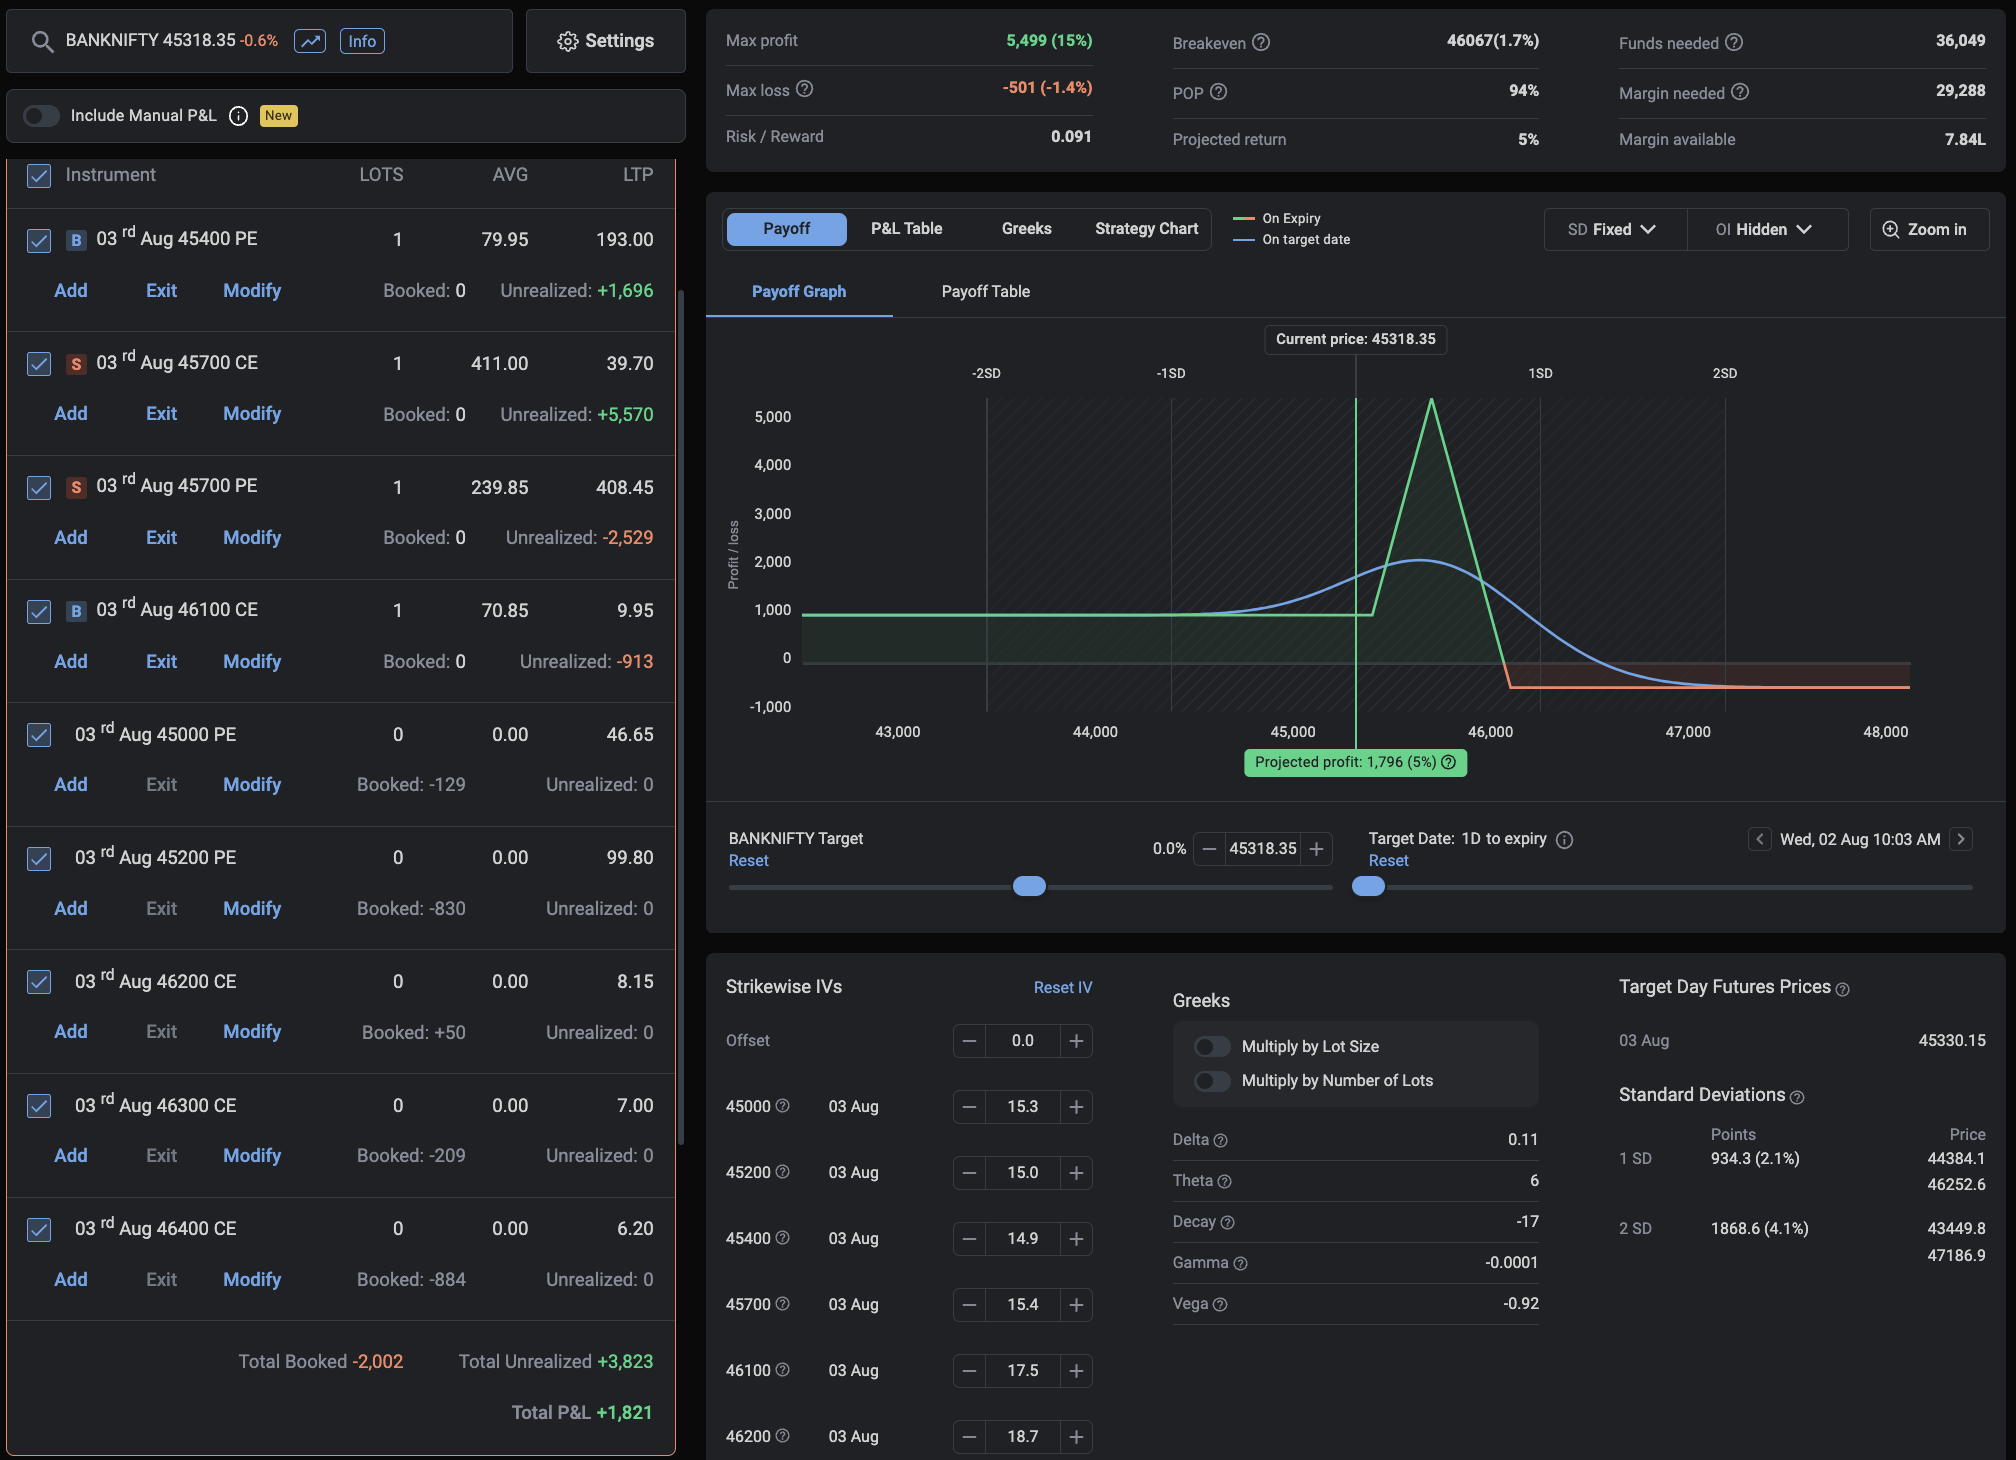 BANKNIFTY 45318.35 -0.6% Info
Settings
Include Manual P&L New
Instrument LOTS AVG LTP
B 03 rd Aug 45400 PE 1 79.95 193.00
Add Exit Modify Booked: 0 Unrealized: +1,696
S 03 rd Aug 45700 CE 1 411.00 39.70
Add Exit Modify Booked: 0 Unrealized: +5,570
S 03 rd Aug 45700 PE 1 239.85 408.45
Add Exit Modify Booked: 0 Unrealized: -2,529
B 03 rd Aug 46100 CE 1 70.85 9.95
Add Exit Modify Booked: 0 Unrealized: -913
03 rd Aug 45000 PE 0 0.00 46.65
Add Exit Modify Booked: -129 Unrealized: 0
03 rd Aug 45200 PE 0 0.00 99.80
Add Exit Modify Booked: -830 Unrealized: 0
03 rd Aug 46200 CE 0 0.00 8.15
Add Exit Modify Booked: +50 Unrealized: 0
03 rd Aug 46300 CE 0 0.00 7.00
Add Exit Modify Booked: -209 Unrealized: 0
03 rd Aug 46400 CE 0 0.00 6.20
Add Exit Modify Booked: -884 Unrealized: 0
Total Booked -2,002 Total Unrealized +3,823
Total P&L +1,821
Max profit 5,499 (15%)
Max loss -501 (-1.4%)
Risk / Reward 0.091
Breakeven 46067(1.7%)
POP 94%
Projected return 5%
Funds needed 36,049
Margin needed 29,288
Margin available 7.84L
Payoff P&L Table Greeks Strategy Chart
On Expiry
On target date
SD Fixed OI Hidden Zoom in
Payoff Graph Payoff Table
Current price: 45318.35
-2SD -1SD 1SD 2SD
Profit / loss
5,000
4,000
3,000
2,000
1,000
0
-1,000
43,000 44,000 45,000 46,000 47,000 48,000
Projected profit: 1,796 (5%)
BANKNIFTY Target
Reset
0.0% 45318.35
Target Date: 1D to expiry
Reset
Wed, 02 Aug 10:03 AM
Strikewise IVs Reset IV
Offset 0.0
45000 03 Aug 15.3
45200 03 Aug 15.0
45400 03 Aug 14.9
45700 03 Aug 15.4
46100 03 Aug 17.5
46200 03 Aug 18.7
Greeks
Multiply by Lot Size
Multiply by Number of Lots
Delta 0.11
Theta 6
Decay -17
Gamma -0.0001
Vega -0.92
Target Day Futures Prices
03 Aug 45330.15
Standard Deviations
Points Price
1 SD 934.3 (2.1%) 44384.1
46252.6
2 SD 1868.6 (4.1%) 43449.8
47186.9